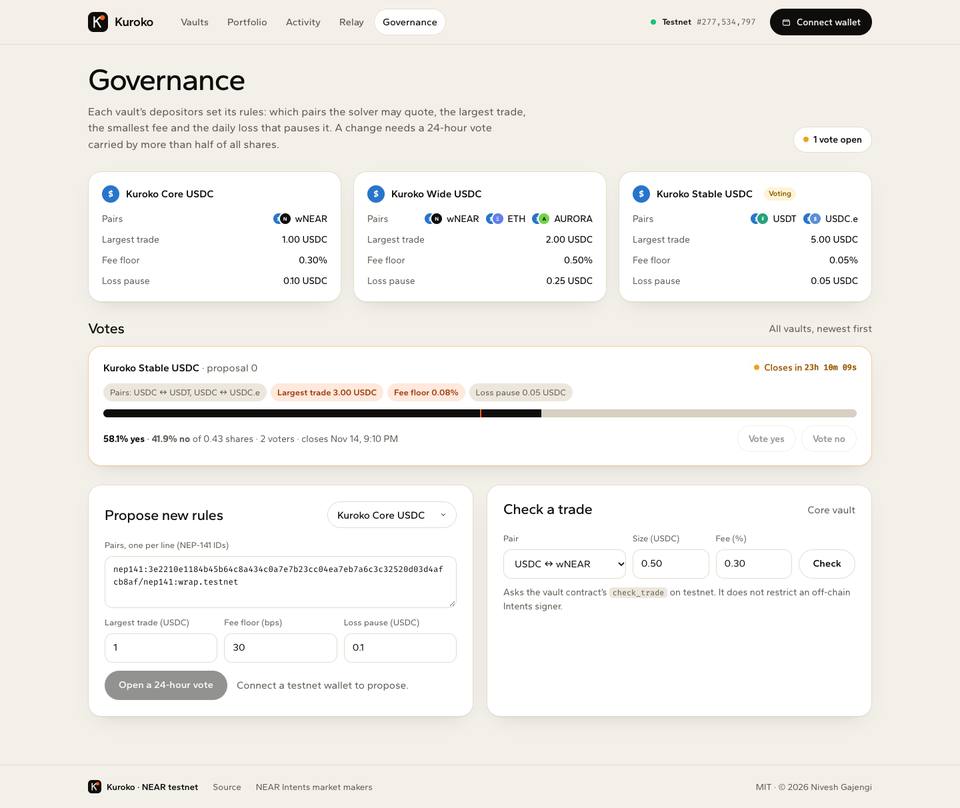 Kuroko
Vaults
Portfolio
Activity
Relay
Governance
Testnet #277,534,797
Connect wallet
Governance
Each vault's depositors set its rules: which pairs the solver may quote, the largest trade,
the smallest fee and the daily loss that pauses it. A change needs a 24-hour vote
carried by more than half of all shares.
1 vote open
Kuroko Core USDC
Pairs wNEAR
Largest trade 1.00 USDC
Fee floor 0.30%
Loss pause 0.10 USDC
Kuroko Wide USDC
Pairs wNEAR ETH AURORA
Largest trade 2.00 USDC
Fee floor 0.50%
Loss pause 0.25 USDC
Kuroko Stable USDC Voting
Pairs USDT USDC.e
Largest trade 5.00 USDC
Fee floor 0.05%
Loss pause 0.05 USDC
Votes
All vaults, newest first
Kuroko Stable USDC · proposal 0
Closes in 23h 10m 09s
Pairs: USDC ↔ USDT, USDC ↔ USDC.e
Largest trade 3.00 USDC
Fee floor 0.08%
Loss pause 0.05 USDC
58.1% yes · 41.9% no of 0.43 shares · 2 voters · closes Nov 14, 9:10 PM
Vote yes
Vote no
Propose new rules
Kuroko Core USDC
Pairs, one per line (NEP-141 IDs)
nep141:3e2210e1184b45b64c8a434c0a7e7b23cc04ea7eb7a6c3c32520d03d4af
cb8af/nep141:wrap.testnet
Largest trade (USDC) Fee floor (bps) Loss pause (USDC)
1 30 0.1
Open a 24-hour vote
Connect a testnet wallet to propose.
Check a trade
Core vault
Pair Size (USDC) Fee (%)
USDC ↔ wNEAR 0.50 0.30 Check
Asks the vault contract's check_trade on testnet. It does not restrict an off-chain
Intents signer.
Kuroko · NEAR testnet
Source
NEAR Intents market makers
MIT · © 2026 Nivesh Gajengi